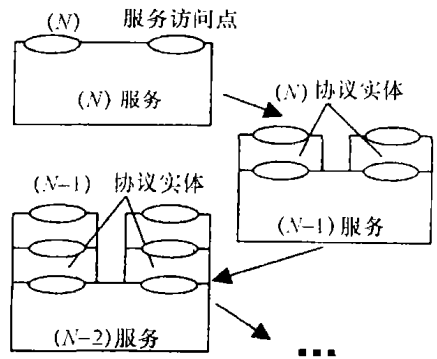 (N) 服务访问点
(N) 服务
(N) 协议实体
(N-1) 服务
(N-1) 协议实体
(N-2) 服务
...